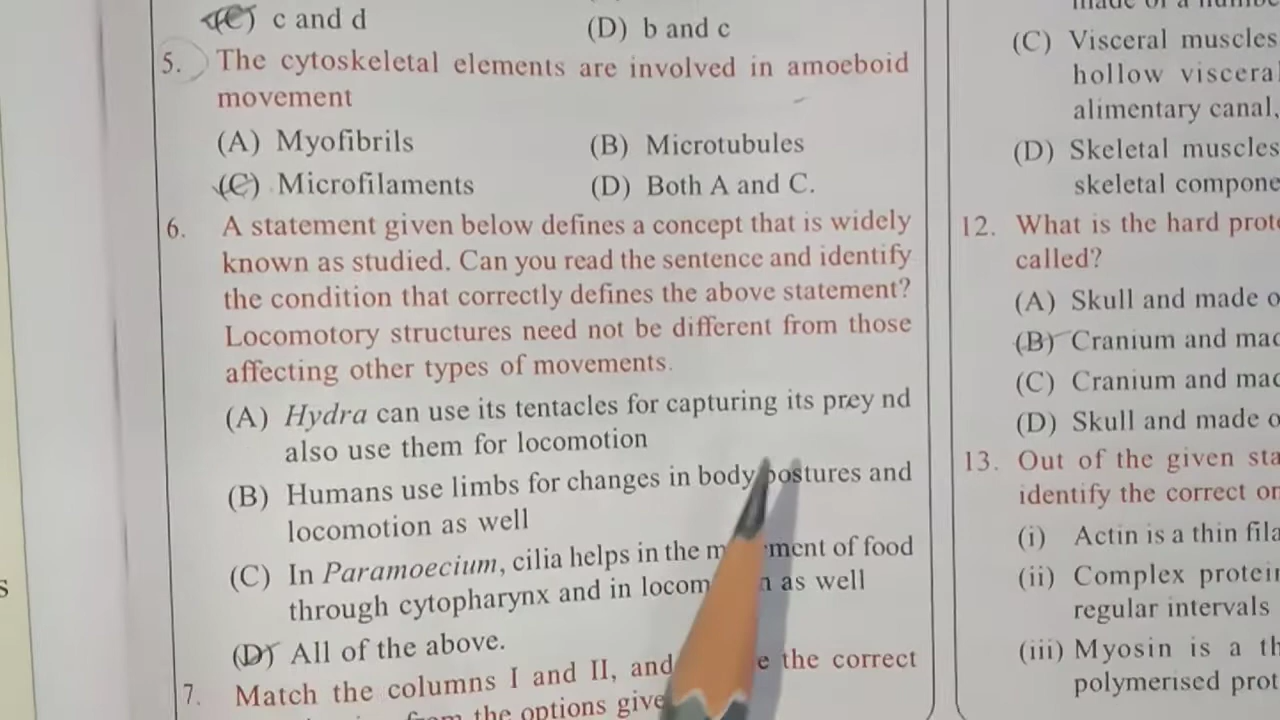 (C) c and d
(D) b and c
5. The cytoskeletal elements are involved in amoeboid
movement
(A) Myofibrils
(B) Microtubules
(C) Microfilaments
(D) Both A and C.
6. A statement given below defines a concept that is widely
known as studied. Can you read the sentence and identify
the condition that correctly defines the above statement?
Locomotory structures need not be different from those
affecting other types of movements.
(A) Hydra can use its tentacles for capturing its prey nd
also use them for locomotion
(B) Humans use limbs for changes in body postures and
locomotion as well
(C) In Paramoecium, cilia helps in the m ment of food
through cytopharynx and in locom n as well
(D) All of the above.
7. Match the columns I and II, and e the correct
from the options give
made of a numbe
(C) Visceral muscles
hollow visceral
alimentary canal,
(D) Skeletal muscles
skeletal compone
12. What is the hard prote
called?
(A) Skull and made o
(B) Cranium and mad
(C) Cranium and mad
(D) Skull and made o
13. Out of the given sta
identify the correct or
(i) Actin is a thin fila
(ii) Complex protein
regular intervals
(iii) Myosin is a th
polymerised prot
s